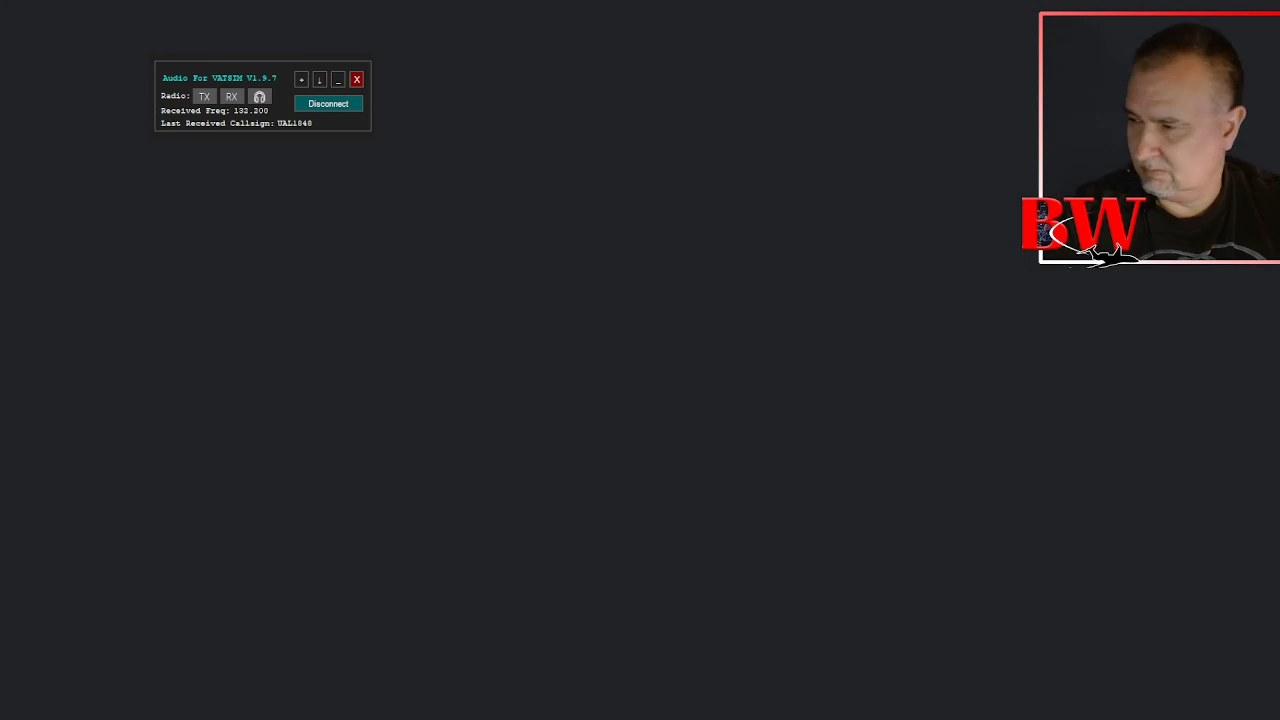 Audio For VATSIM V1.9.7
+ ↓ _ X
Radio: TX RX
Disconnect
Received Freq: 132.200
Last Received Callsign: UAL1848
BW